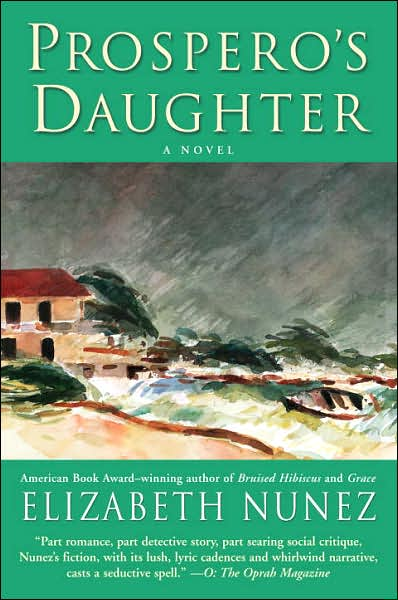 PROSPERO'S
DAUGHTER
A NOVEL
American Book Award–winning author of Bruised Hibiscus and Grace
ELIZABETH NUNEZ
“Part romance, part detective story, part searing social critique,
Nunez's fiction, with its lush, lyric cadences and whirlwind narrative,
casts a seductive spell.” —O: The Oprah Magazine